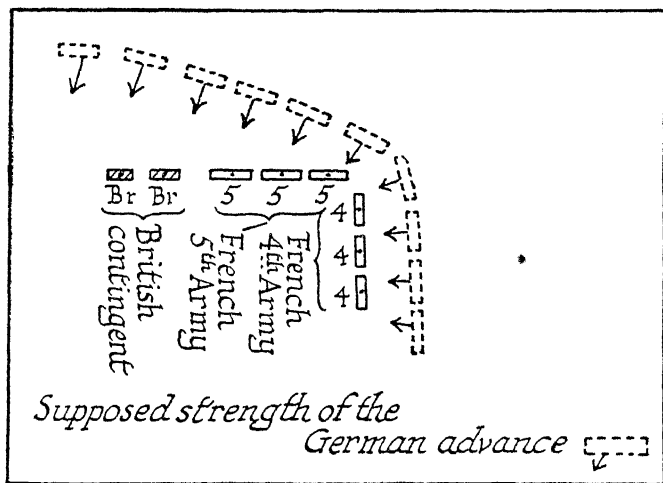 Br Br 5 5 5
4
4
4
British
contingent
French
5th Army
French
4th Army
Supposed strength of the
German advance